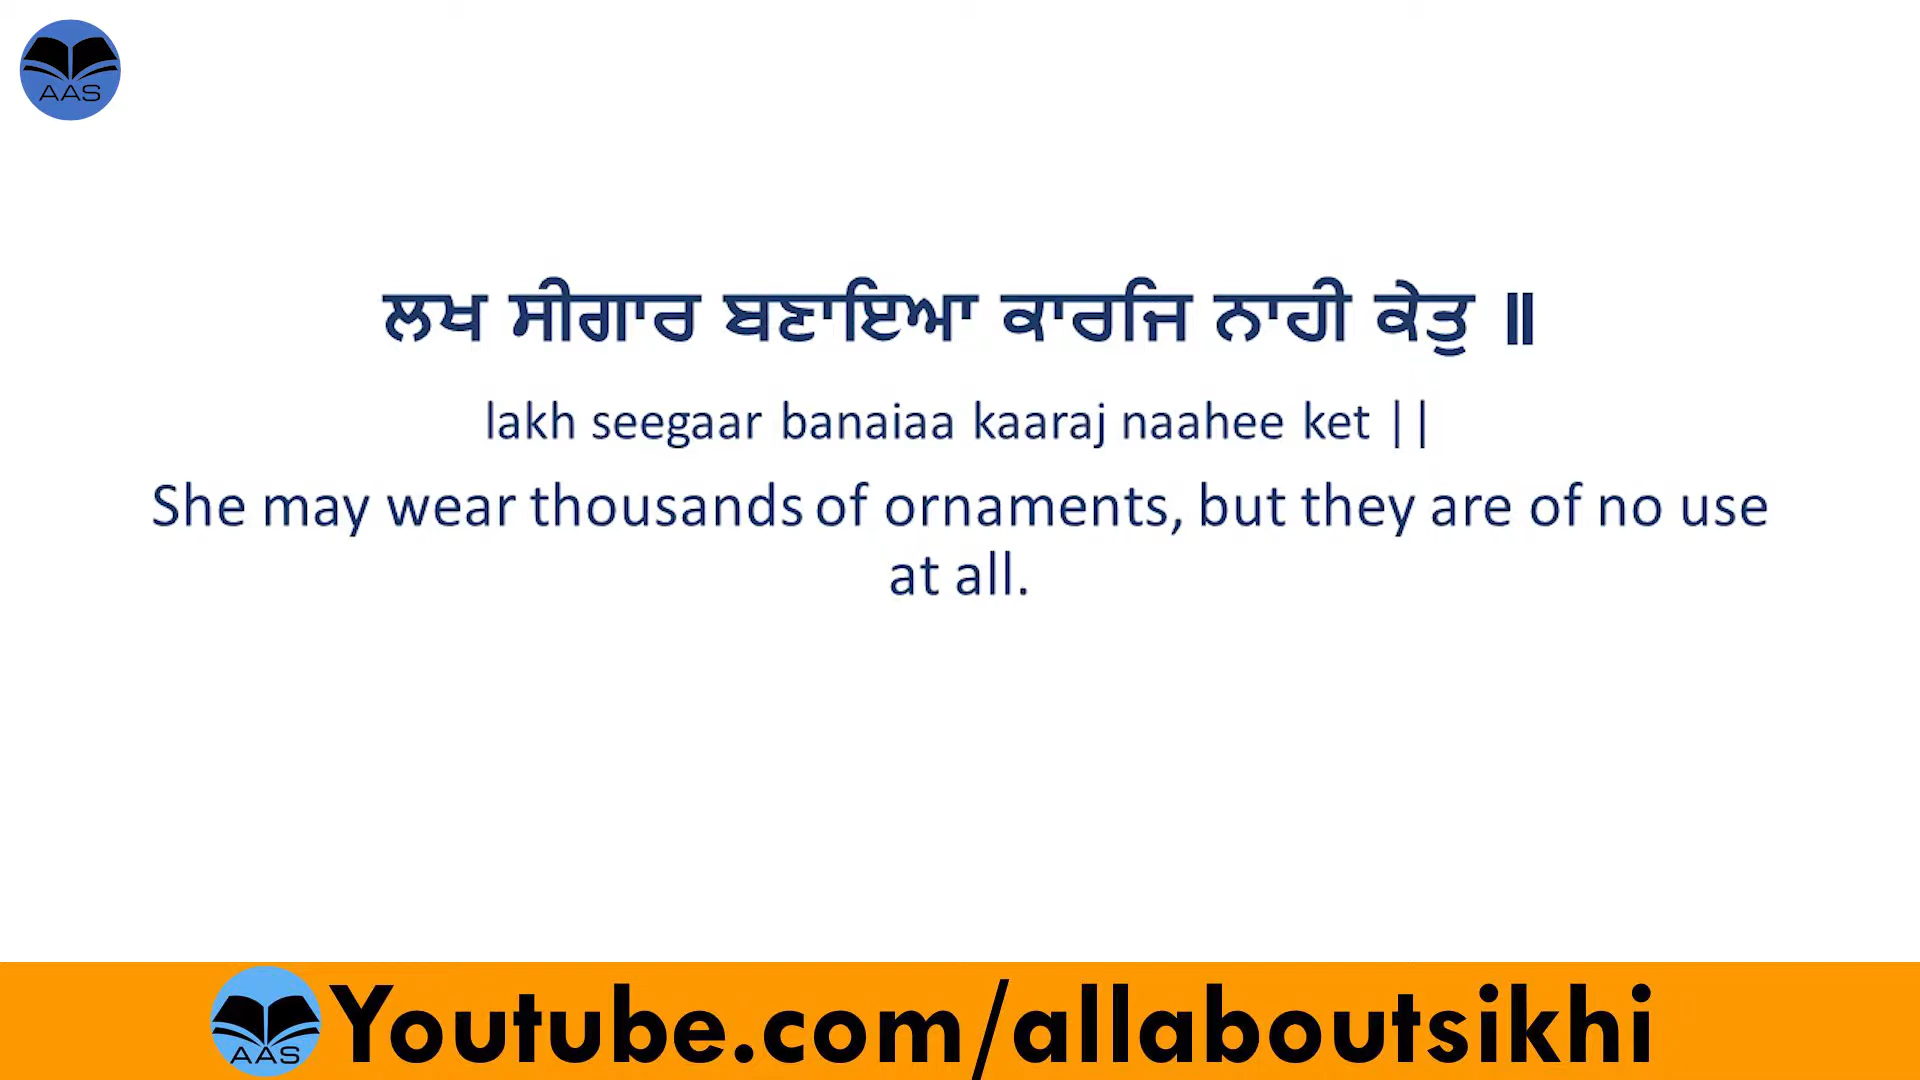 AAS
ਲਖ ਸੀਗਾਰ ਬਣਾਇਆ ਕਾਰਜਿ ਨਾਹੀ ਕੇਤੁ ॥
lakh seegaar banaiaa kaaraj naahee ket ||
She may wear thousands of ornaments, but they are of no use
at all.
AAS Youtube.com/allaboutsikhi